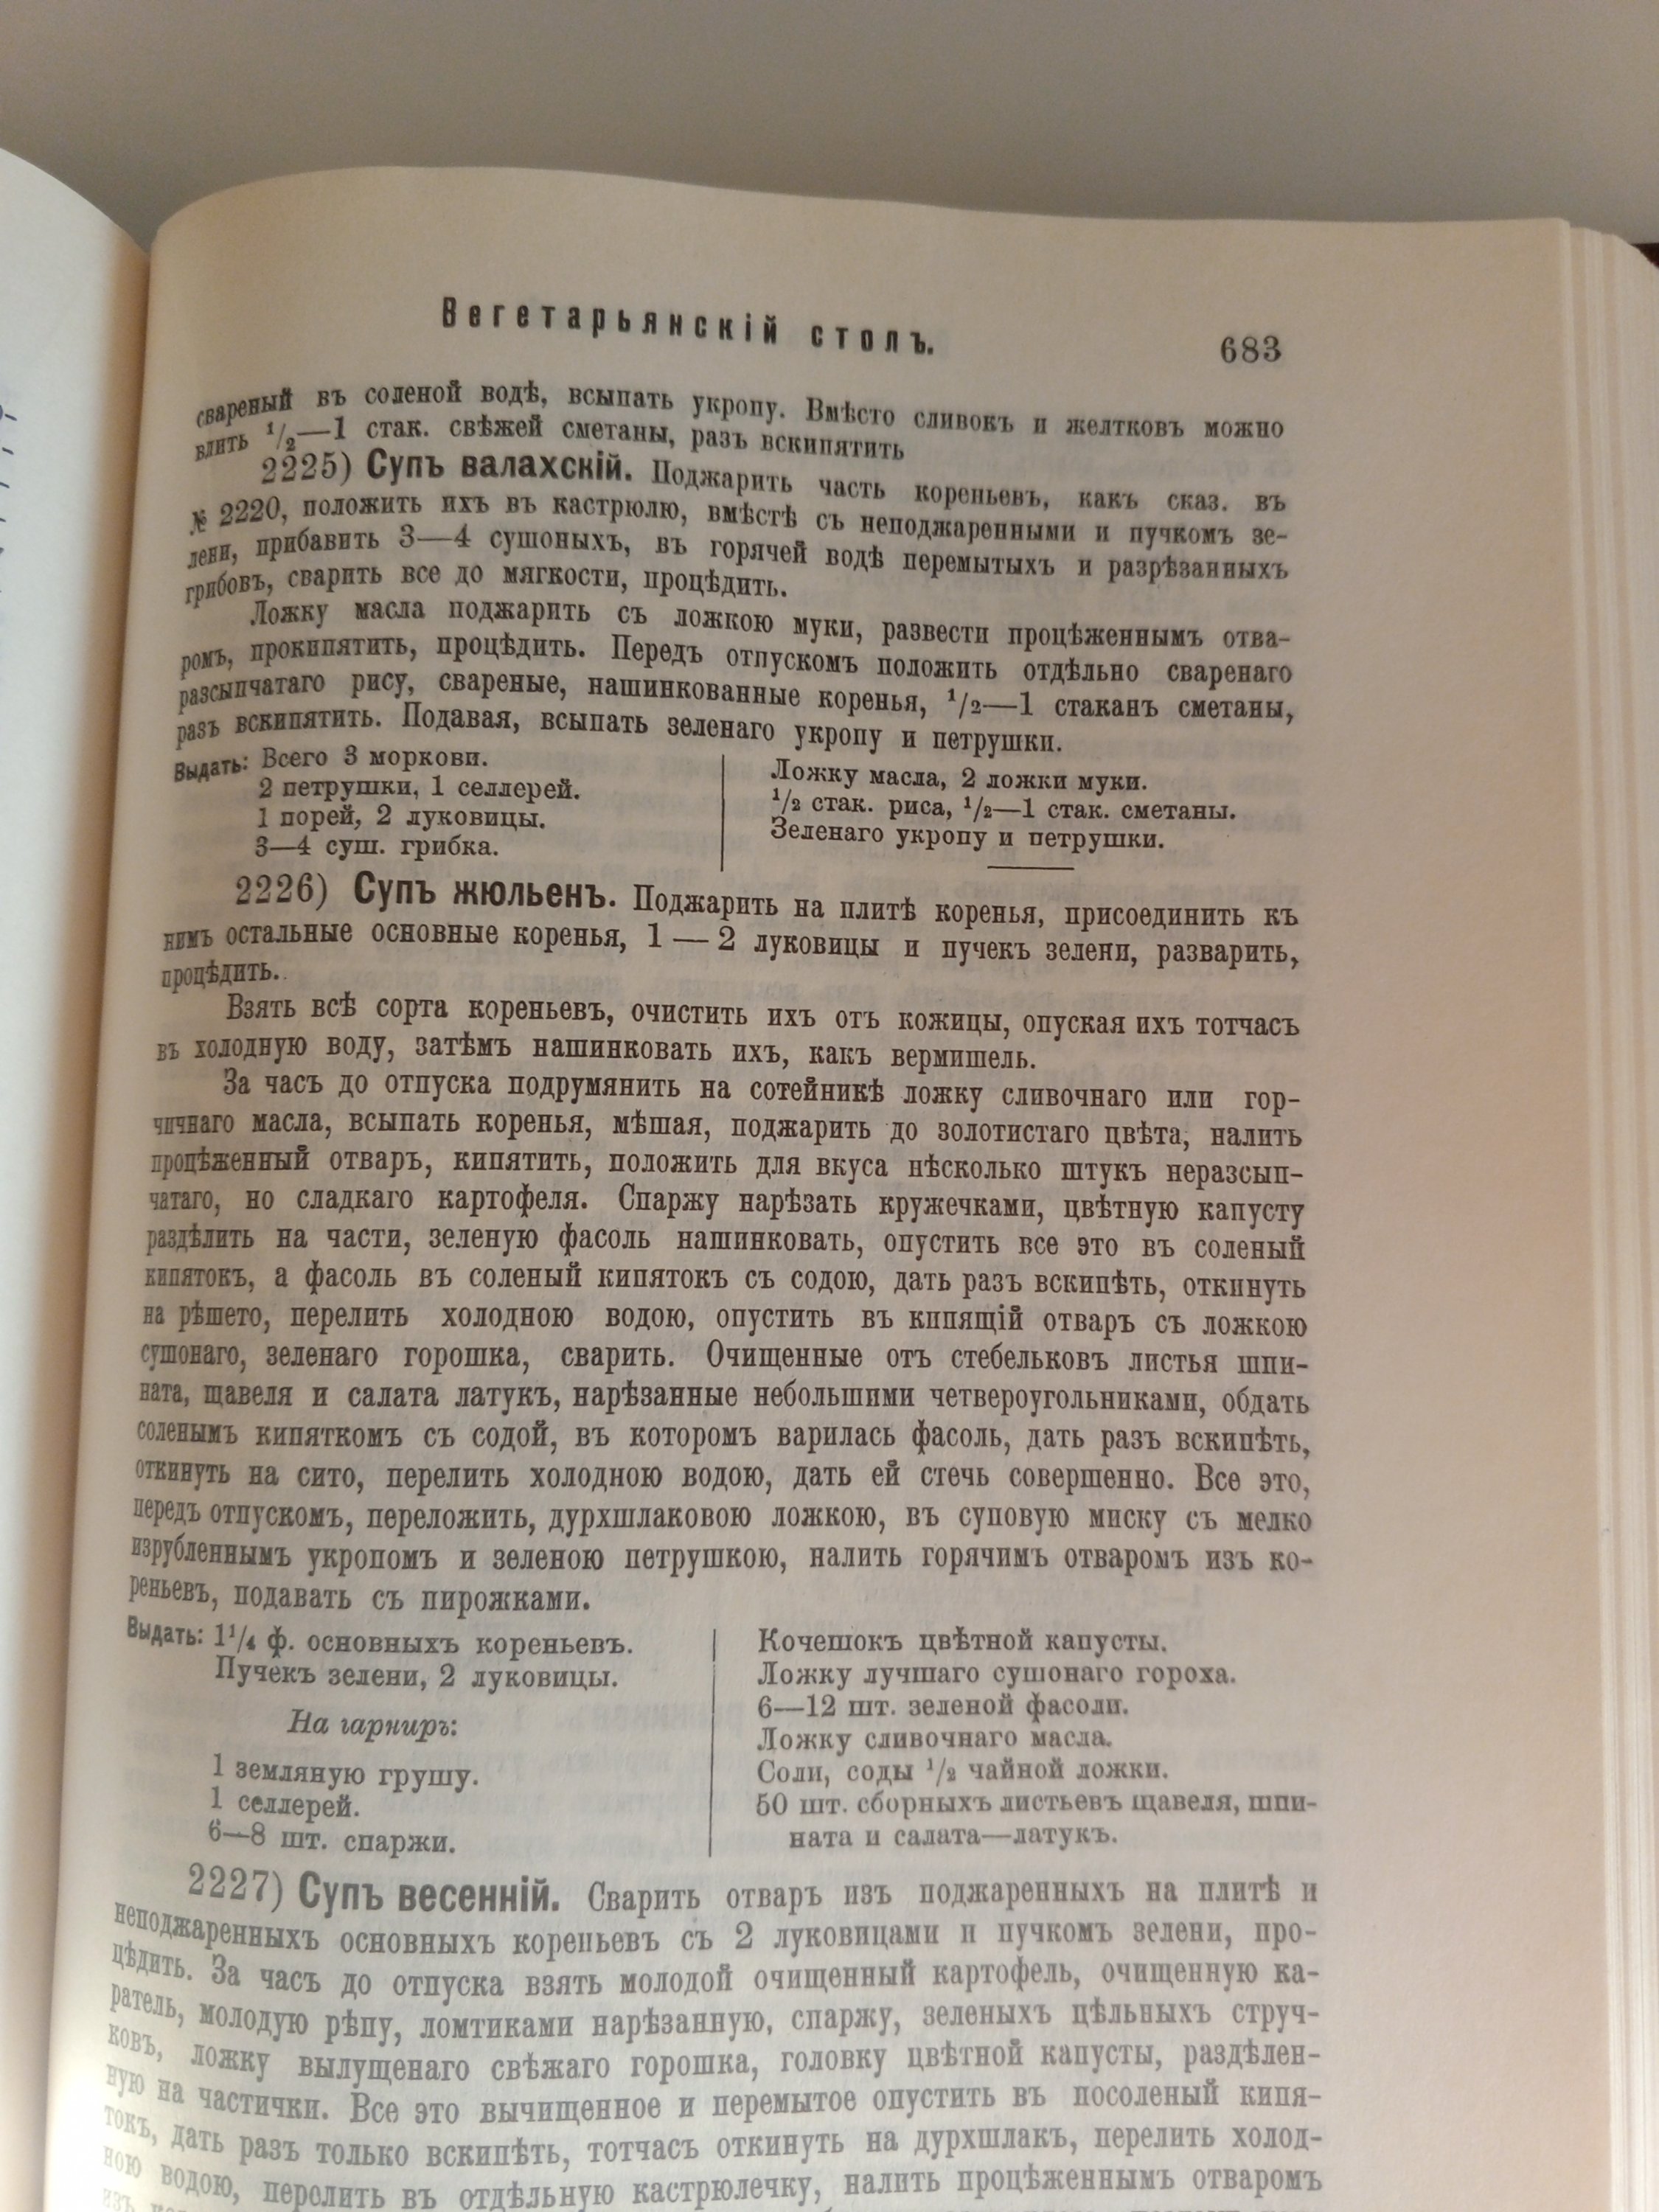 Вегетарьянскій столъ.
683
свареный въ соленой водѣ, всыпать укропу. Вмѣсто сливокъ и желтковъ можно
влить ¹/₂—1 стак. свѣжей сметаны, разъ вскипятить
2225) Супъ валахскій. Поджарить часть кореньевъ, какъ сказ. въ
№ 2220, положить ихъ въ кастрюлю, вмѣстѣ съ неподжаренными и пучкомъ зе-
лени, прибавить 3—4 сушоныхъ, въ горячей водѣ перемытыхъ и разрѣзанныхъ
грибовъ, сварить все до мягкости, процѣдить.
Ложку масла поджарить съ ложкою муки, развести процѣженнымъ отва-
ромъ, прокипятить, процѣдить. Передъ отпускомъ положить отдѣльно сваренаго
разсыпчатаго рису, свареные, нашинкованные коренья, ¹/₂—1 стаканъ сметаны,
разъ вскипятить. Подавая, всыпать зеленаго укропу и петрушки.
Выдать: Всего 3 моркови.
2 петрушки, 1 селлерей.
1 порей, 2 луковицы.
3—4 суш. грибка.
Ложку масла, 2 ложки муки.
¹/₂ стак. риса, ¹/₂—1 стак. сметаны.
Зеленаго укропу и петрушки.
2226) Супъ жюльенъ. Поджарить на плитѣ коренья, присоединить къ
нимъ остальные основные коренья, 1 — 2 луковицы и пучекъ зелени, разварить,
процѣдить.
Взять всѣ сорта кореньевъ, очистить ихъ отъ кожицы, опуская ихъ тотчасъ
въ холодную воду, затѣмъ нашинковать ихъ, какъ вермишель.
За часъ до отпуска подрумянить на сотейникѣ ложку сливочнаго или гор-
чичнаго масла, всыпать коренья, мѣшая, поджарить до золотистаго цвѣта, налить
процѣженный отваръ, кипятить, положить для вкуса нѣсколько штукъ неразсып-
чатаго, но сладкаго картофеля. Спаржу нарѣзать кружечками, цвѣтную капусту
раздѣлить на части, зеленую фасоль нашинковать, опустить все это въ соленый
кипятокъ, а фасоль въ соленый кипятокъ съ содою, дать разъ вскипѣть, откинуть
на рѣшето, перелить холодною водою, опустить въ кипящій отваръ съ ложкою
сушонаго, зеленаго горошка, сварить. Очищенные отъ стебельковъ листья шпи-
ната, щавеля и салата латукъ, нарѣзанные небольшими четвероугольниками, обдать
соленымъ кипяткомъ съ содой, въ которомъ варилась фасоль, дать разъ вскипѣть,
откинуть на сито, перелить холодною водою, дать ей стечь совершенно. Все это,
передъ отпускомъ, переложить, дурхшлаковою ложкою, въ суповую миску съ мелко
изрубленнымъ укропомъ и зеленою петрушкою, налить горячимъ отваромъ изъ ко-
реньевъ, подавать съ пирожками.
Выдать: 1¹/₄ ф. основныхъ кореньевъ.
Пучекъ зелени, 2 луковицы.
На гарниръ:
1 земляную грушу.
1 селлерей.
6—8 шт. спаржи.
Кочешокъ цвѣтной капусты.
Ложку лучшаго сушонаго гороха.
6—12 шт. зеленой фасоли.
Ложку сливочнаго масла.
Соли, соды ¹/₂ чайной ложки.
50 шт. сборныхъ листьевъ щавеля, шпи-
ната и салата—латукъ.
2227) Супъ весенній. Сварить отваръ изъ поджаренныхъ на плитѣ и
неподжаренныхъ основныхъ кореньевъ съ 2 луковицами и пучкомъ зелени, про-
цѣдить. За часъ до отпуска взять молодой очищенный картофель, очищенную ка-
ратель, молодую рѣпу, ломтиками нарѣзанную, спаржу, зеленыхъ цѣльныхъ струч-
ковъ, ложку вылущенаго свѣжаго горошка, головку цвѣтной капусты, раздѣлен-
ную на частички. Все это вычищенное и перемытое опустить въ посоленый кипя-
токъ, дать разъ только вскипѣть, тотчасъ откинуть на дурхшлакъ, перелить холод-
ною водою, перелить въ отдѣльную кастрюлечку, налить процѣженнымъ отваромъ
изъ